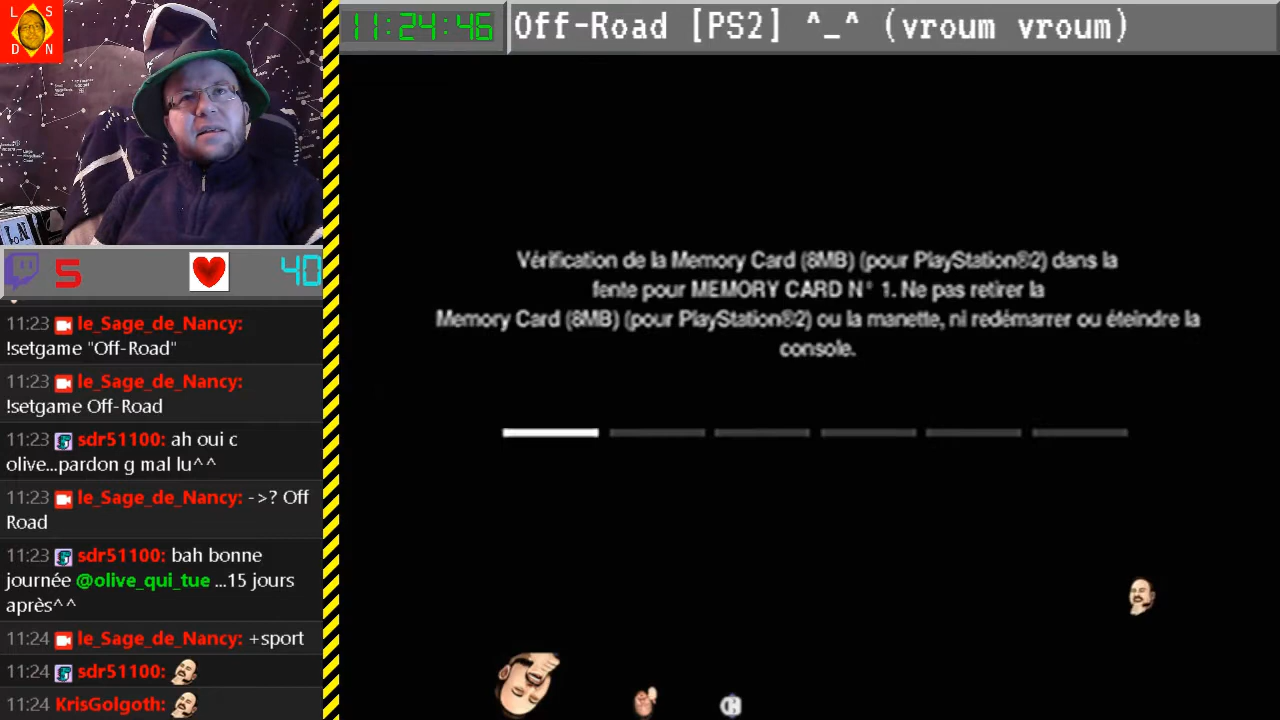 L S
D N
11:24:46
Off-Road [PS2] ^_^ (vroum vroum)
5
40
11:23 le_Sage_de_Nancy:
!setgame "Off-Road"
11:23 le_Sage_de_Nancy:
!setgame Off-Road
11:23 sdr51100: ah oui c
olive...pardon g mal lu^^
11:23 le_Sage_de_Nancy: ->? Off
Road
11:23 sdr51100: bah bonne
journée @olive_qui_tue ...15 jours
après^^
11:24 le_Sage_de_Nancy: +sport
11:24 sdr51100:
11:24 KrisGolgoth:
Vérification de la Memory Card (8MB) (pour PlayStation®2) dans la
fente pour MEMORY CARD N° 1. Ne pas retirer la
Memory Card (8MB) (pour PlayStation®2) ou la manette, ni redémarrer ou éteindre la
console.